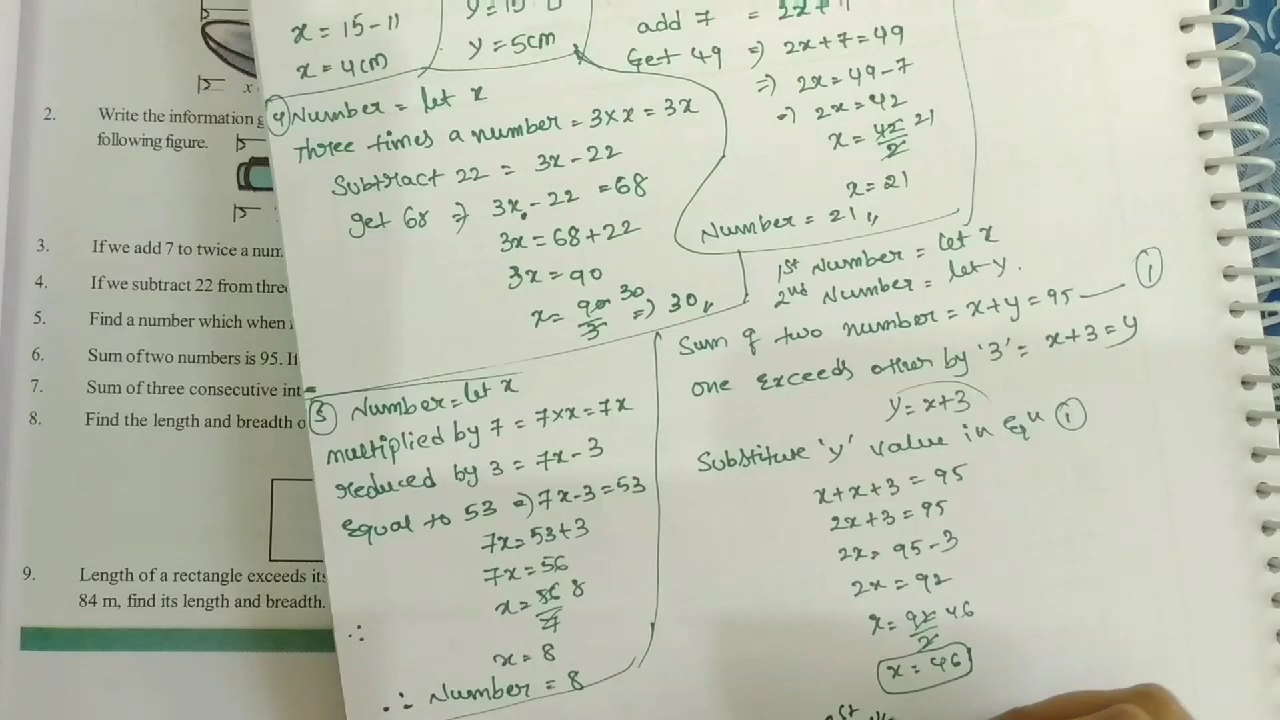 x = 15-11
x = 4cm
y = 5cm
add 7 = 2x+7
Get 49 ⇒ 2x+7=49
⇒ 2x=49-7
⇒ 2x=42
x = 42/2 21
x = 21
Number = 21
④ Number = let x
Three times a number = 3×x = 3x
Subtract 22 = 3x-22
get 68 ⇒ 3x-22 = 68
3x = 68+22
3x = 90
x = 90/3 30 ⇒ 30
⑤ Number = let x
multiplied by 7 = 7×x = 7x
reduced by 3 = 7x-3
Equal to 53 ⇒ 7x-3=53
7x=53+3
7x=56
x = 56/7 8
∴
x = 8
∴ Number = 8
1st Number = let x
2nd Number = let y.
Sum of two number = x+y=95 — ①
one exceeds other by '3' = x+3=y
y = x+3
Substitute 'y' value in equ ①
x+x+3 = 95
2x+3 = 95
2x = 95-3
2x = 92
x = 92/2 46
x = 46
2. Write the information
following figure.
x
3. If we add 7 to twice a num
4. If we subtract 22 from thre
5. Find a number which when
6. Sum of two numbers is 95. If
7. Sum of three consecutive int
8. Find the length and breadth o
9. Length of a rectangle exceeds its
84 m, find its length and breadth.